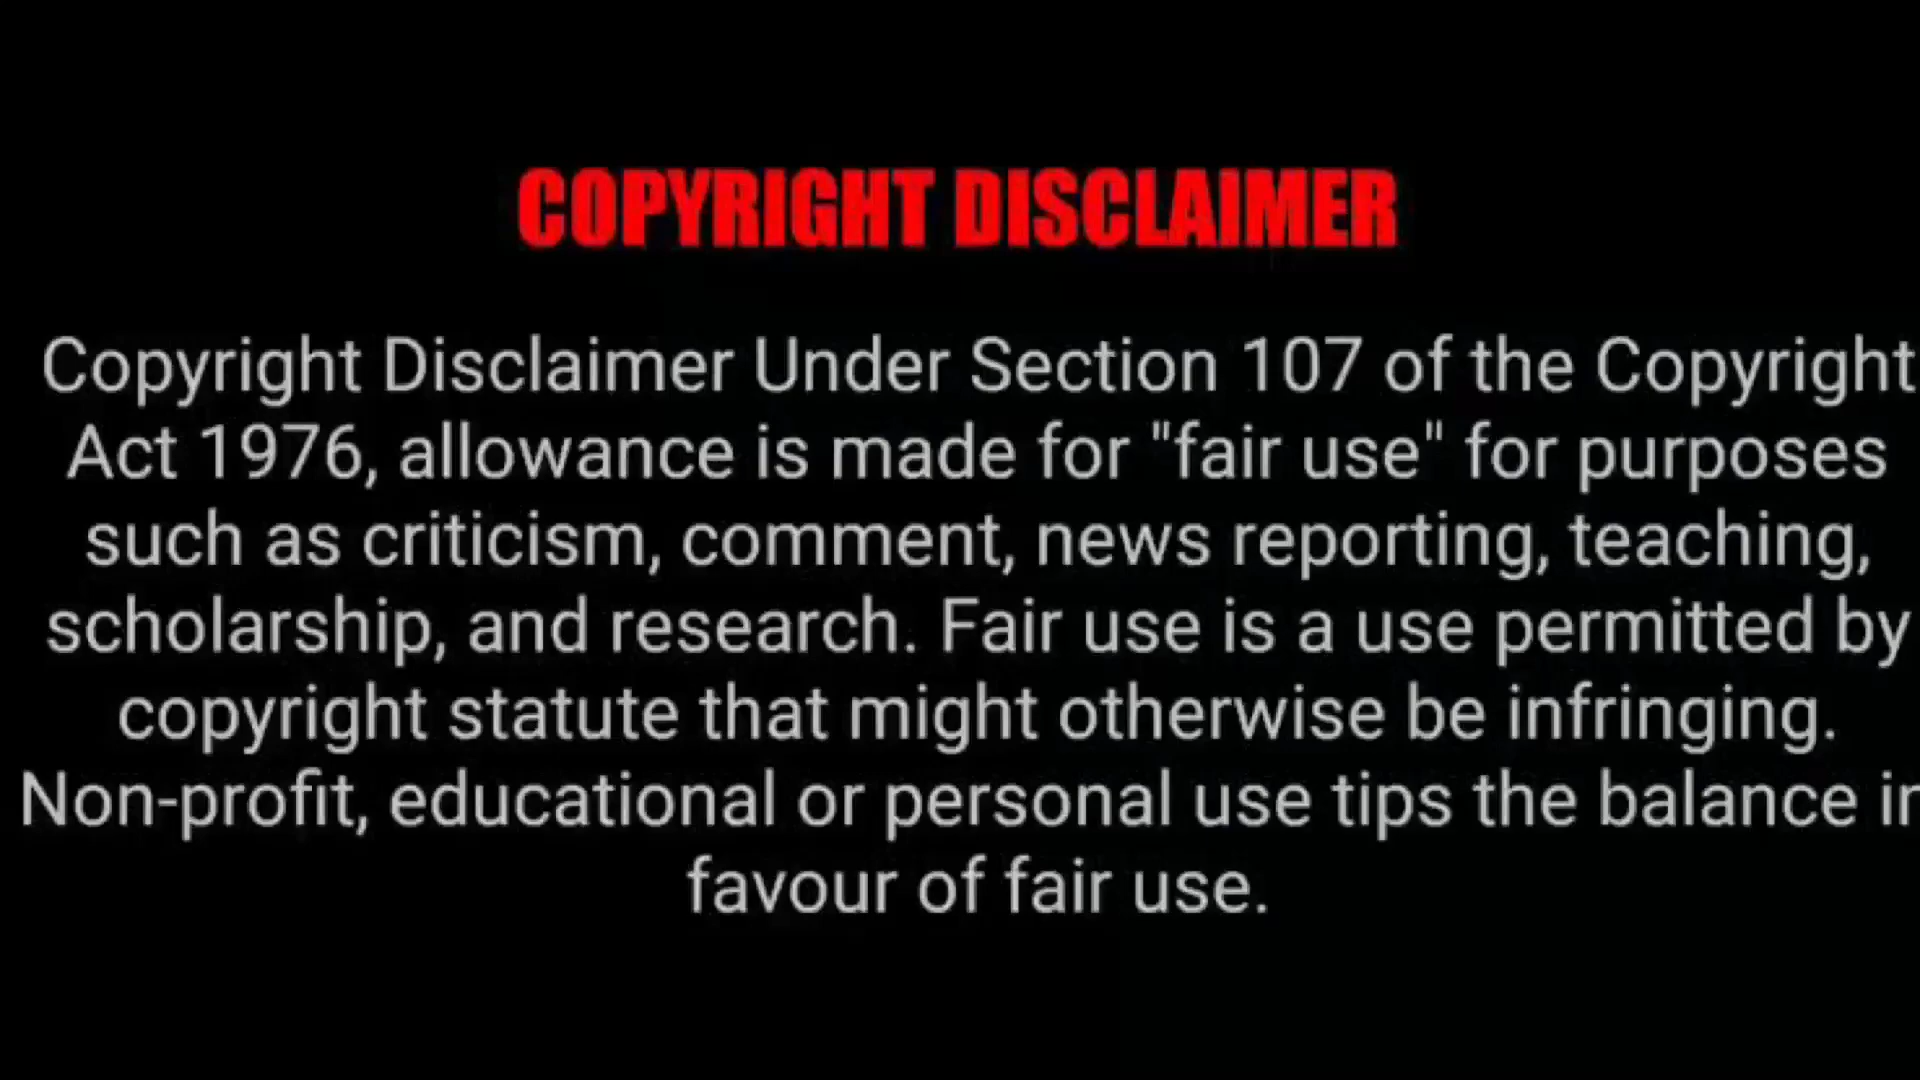 COPYRIGHT DISCLAIMER
Copyright Disclaimer Under Section 107 of the Copyright
Act 1976, allowance is made for "fair use" for purposes
such as criticism, comment, news reporting, teaching,
scholarship, and research. Fair use is a use permitted by
copyright statute that might otherwise be infringing.
Non-profit, educational or personal use tips the balance in
favour of fair use.